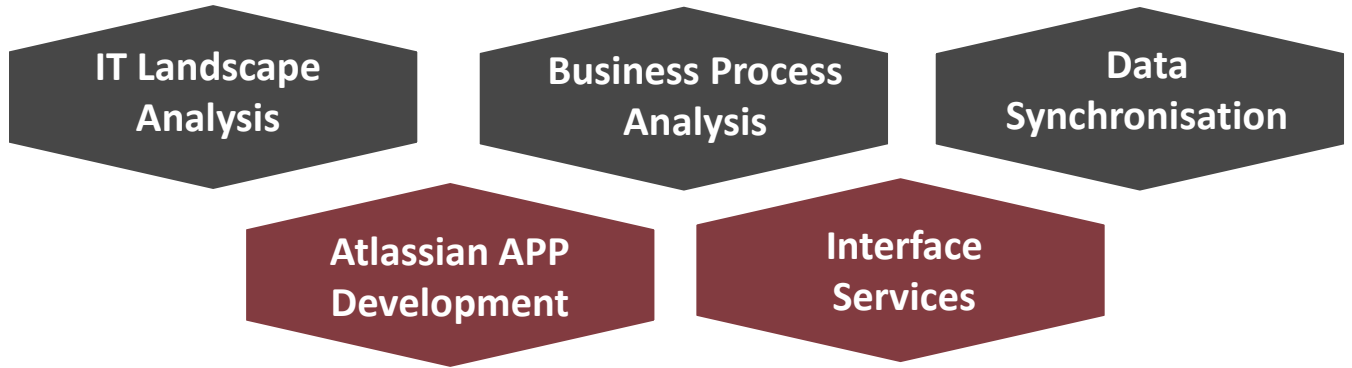 IT Landscape
Analysis
Business Process
Analysis
Data
Synchronisation
Atlassian APP
Development
Interface
Services